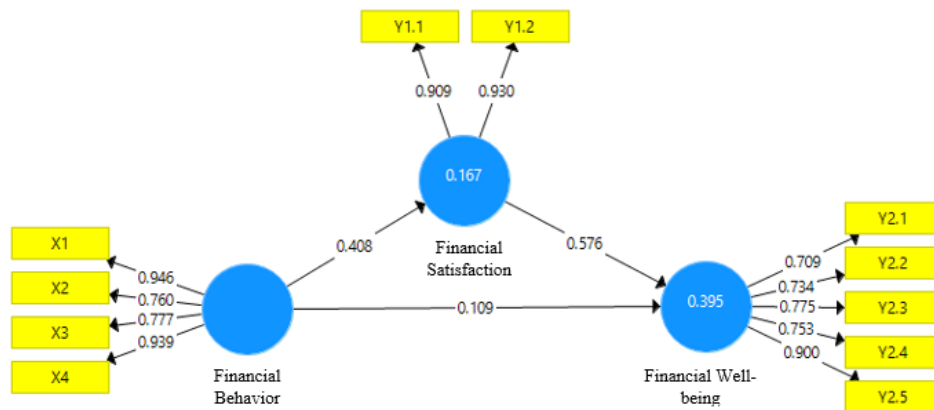 Y1.1
Y1.2
0.909
0.930
0.167
Financial
Satisfaction
0.408
0.576
X1
X2
X3
X4
0.946
0.760
0.777
0.939
Financial
Behavior
0.109
0.395
Financial Well-
being
0.709
0.734
0.775
0.753
0.900
Y2.1
Y2.2
Y2.3
Y2.4
Y2.5